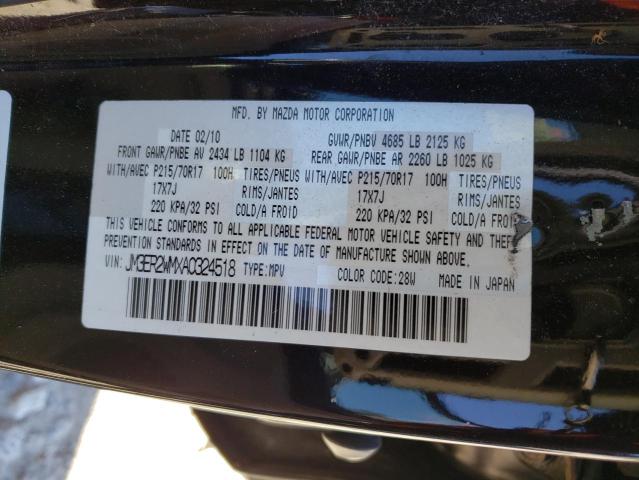 MFD. BY MAZDA MOTOR CORPORATION
DATE 02/10 GVWR/PNBV 4685 LB 2125 KG
FRONT GAWR/PNBE AV 2434 LB 1104 KG REAR GAWR/PNBE AR 2260 LB 1025 KG
WITH/AVEC P215/70R17 100H TIRES/PNEUS WITH/AVEC P215/70R17 100H TIRES/PNEUS
17X7J RIMS/JANTES 17X7J RIMS/JANTES
220 KPA/32 PSI COLD/A FROID 220 KPA/32 PSI COLD/A FROID
THIS VEHICLE CONFORMS TO ALL APPLICABLE FEDERAL MOTOR VEHICLE SAFETY AND THEFT
PREVENTION STANDARDS IN EFFECT ON THE DATE OF MANUFACTURE SHOWN ABOVE.
VIN: JM3ER2WMXA0324518 TYPE:MPV COLOR CODE:28W MADE IN JAPAN